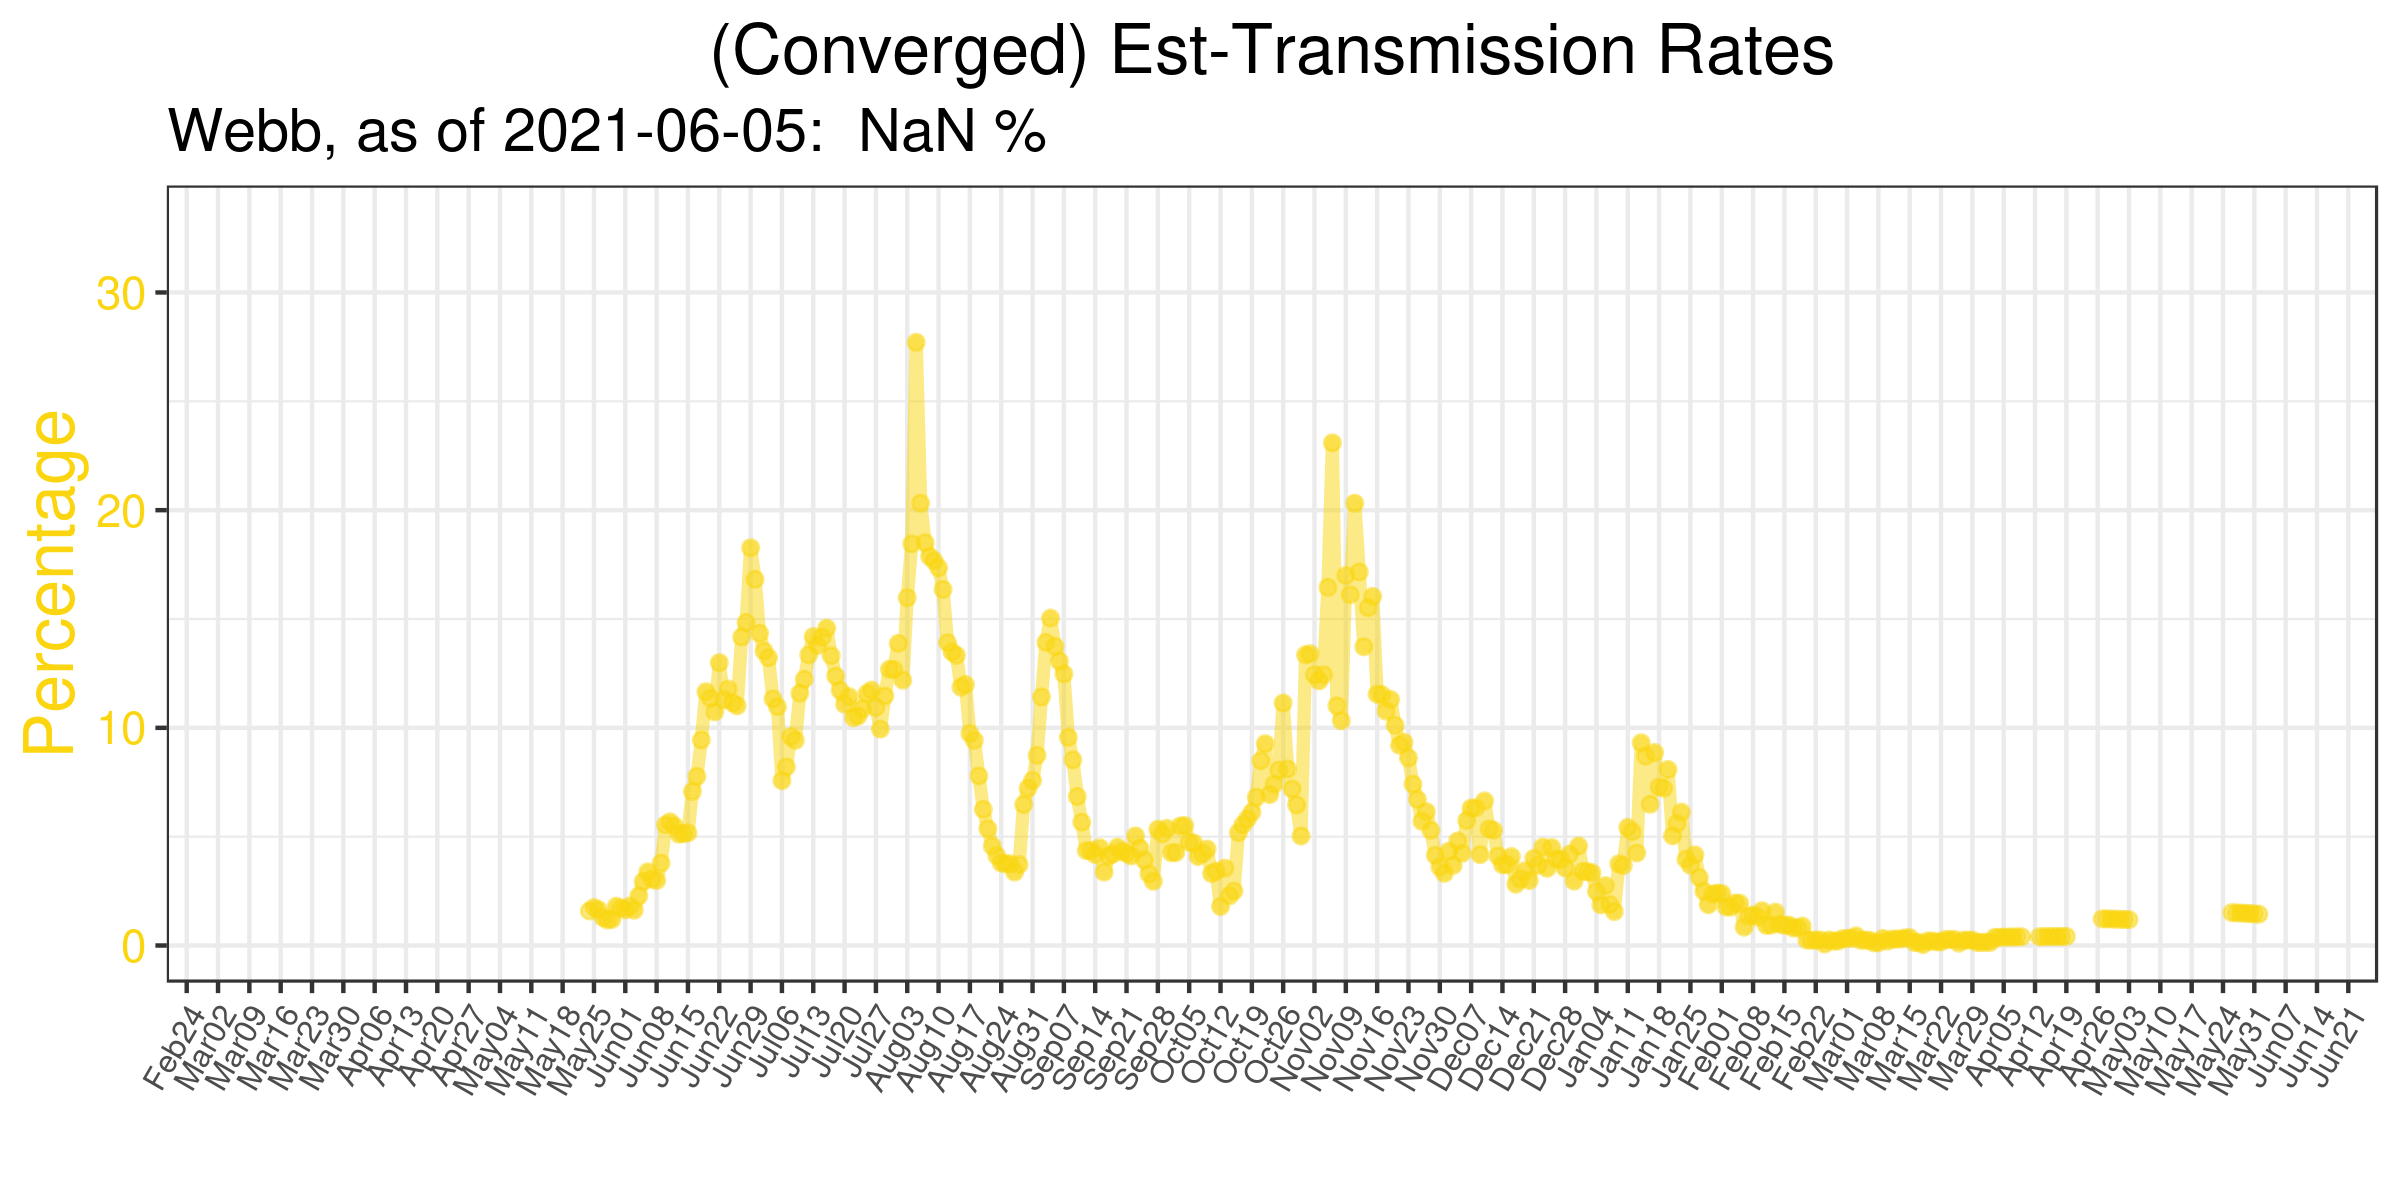 (Converged) Est-Transmission Rates
Webb, as of 2021-06-05:  NaN %
Percentage
30
20
10
0
Feb24
Mar02
Mar09
Mar16
Mar23
Mar30
Apr06
Apr13
Apr20
Apr27
May04
May11
May18
May25
Jun01
Jun08
Jun15
Jun22
Jun29
Jul06
Jul13
Jul20
Jul27
Aug03
Aug10
Aug17
Aug24
Aug31
Sep07
Sep14
Sep21
Sep28
Oct05
Oct12
Oct19
Oct26
Nov02
Nov09
Nov16
Nov23
Nov30
Dec07
Dec14
Dec21
Dec28
Jan04
Jan11
Jan18
Jan25
Feb01
Feb08
Feb15
Feb22
Mar01
Mar08
Mar15
Mar22
Mar29
Apr05
Apr12
Apr19
Apr26
May03
May10
May17
May24
May31
Jun07
Jun14
Jun21